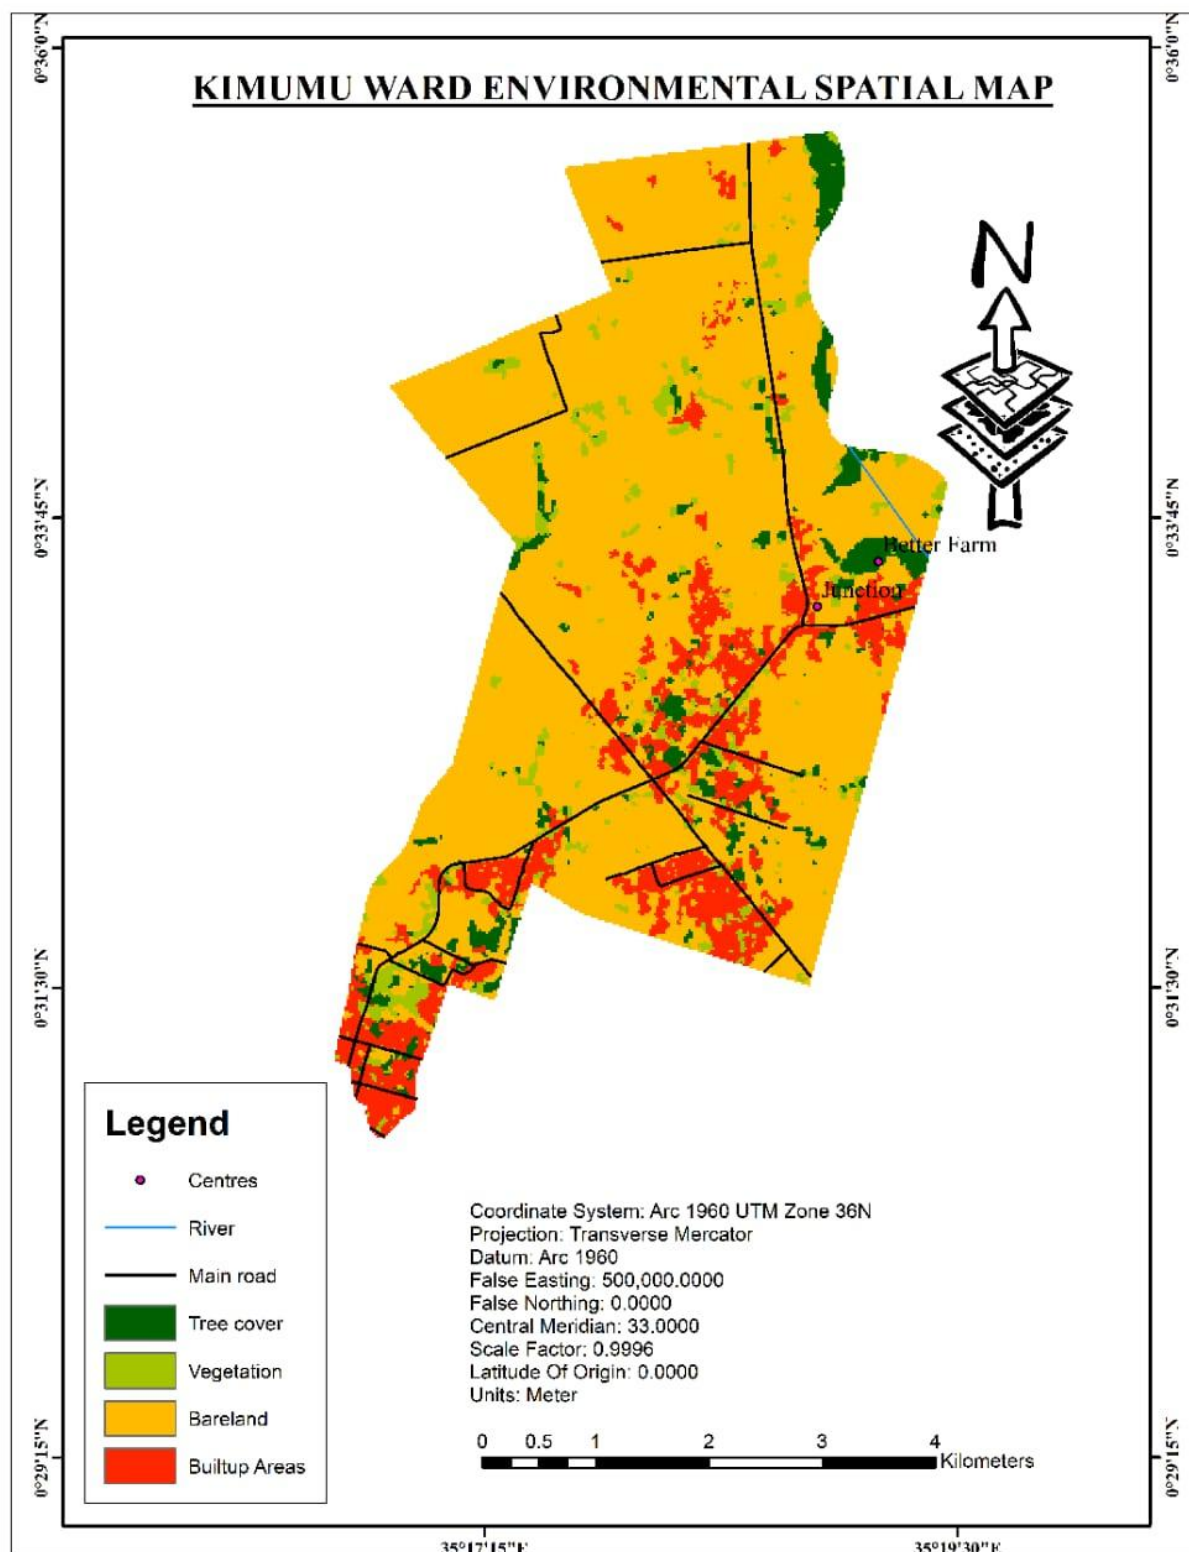 KIMUMU WARD ENVIRONMENTAL SPATIAL MAP
0°36'0"N
0°36'0"N
N
0°33'45"N
0°33'45"N
Better Farm
Junction
0°31'30"N
0°31'30"N
Legend
Centres
River
Main road
Tree cover
Vegetation
Bareland
Builtup Areas
Coordinate System: Arc 1960 UTM Zone 36N
Projection: Transverse Mercator
Datum: Arc 1960
False Easting: 500,000.0000
False Northing: 0.0000
Central Meridian: 33.0000
Scale Factor: 0.9996
Latitude Of Origin: 0.0000
Units: Meter
0 0.5 1 2 3 4
Kilometers
0°29'15"N
0°29'15"N
35°17'15"E
35°19'30"E